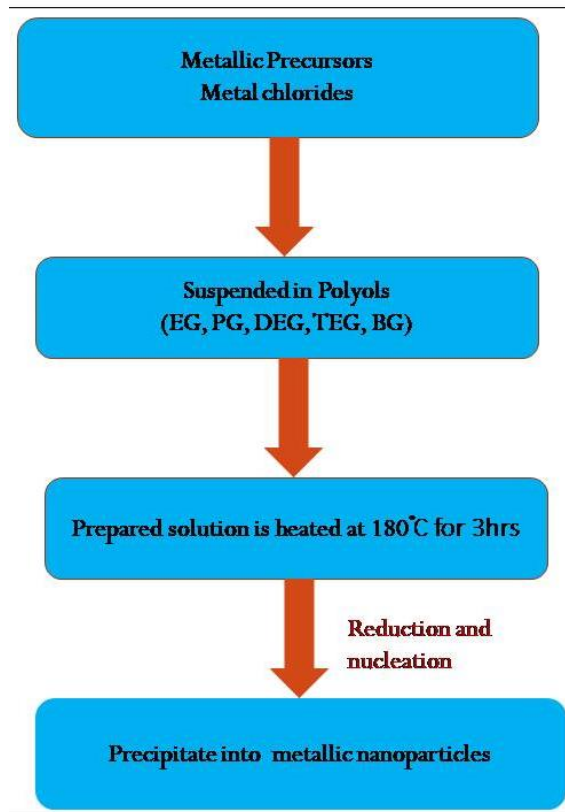 Metallic Precursors
Metal chlorides
Suspended in Polyols
(EG, PG, DEG, TEG, BG)
Prepared solution is heated at 180°C for 3hrs
Reduction and
nucleation
Precipitate into metallic nanoparticles